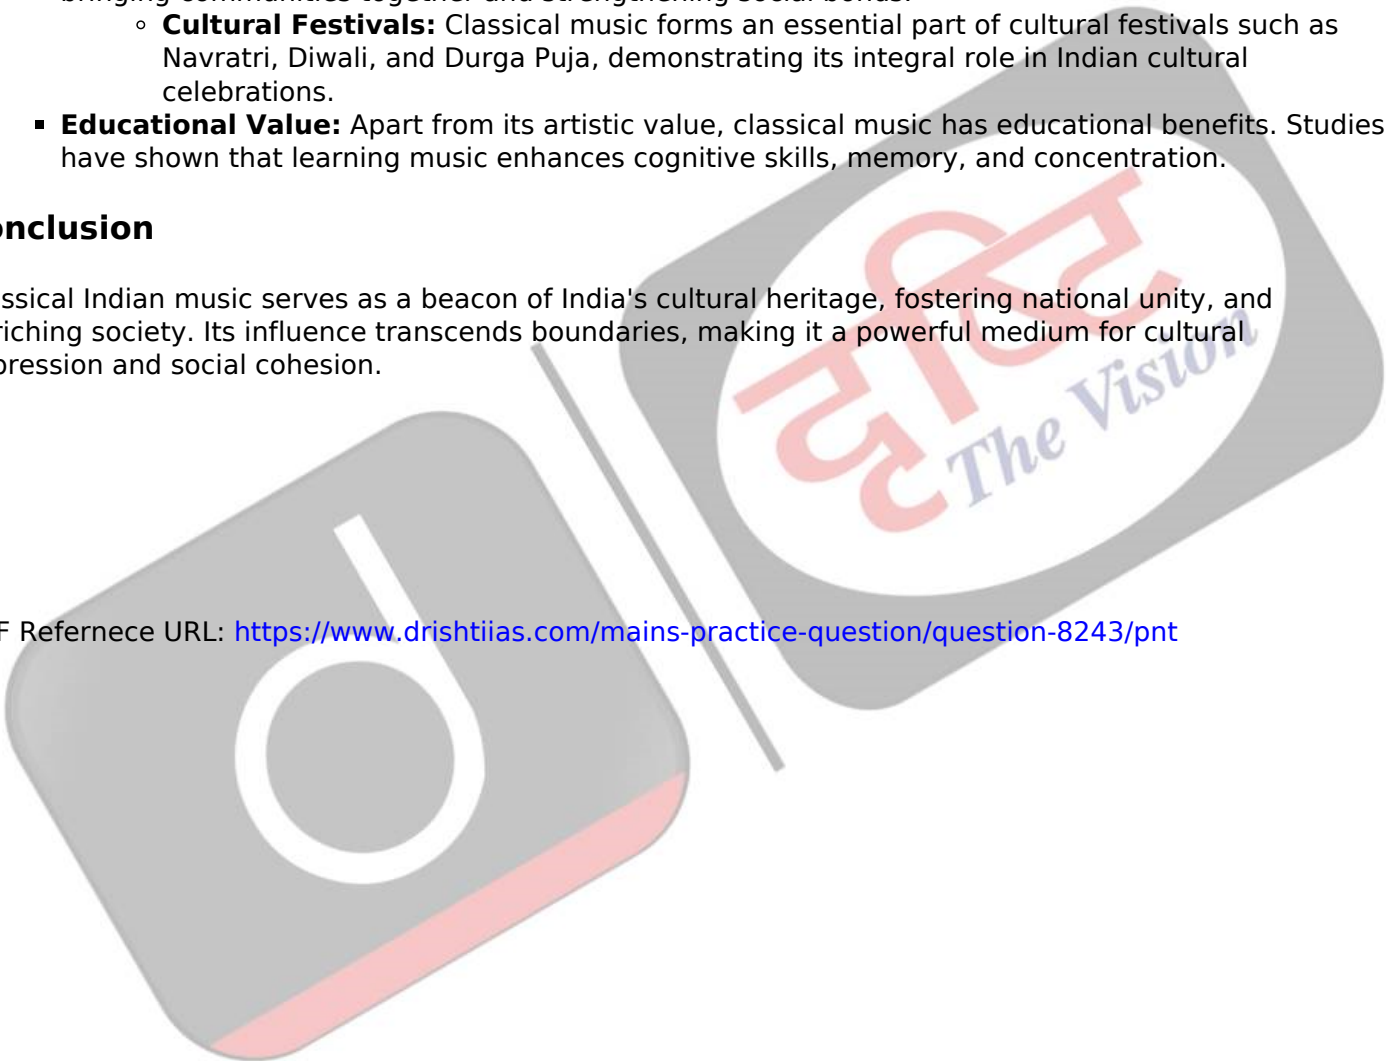 bringing communities together and strengthening social bonds.
◦ Cultural Festivals: Classical music forms an essential part of cultural festivals such as
Navratri, Diwali, and Durga Puja, demonstrating its integral role in Indian cultural
celebrations.
▪ Educational Value: Apart from its artistic value, classical music has educational benefits. Studies
have shown that learning music enhances cognitive skills, memory, and concentration.
onclusion
ssical Indian music serves as a beacon of India's cultural heritage, fostering national unity, and
riching society. Its influence transcends boundaries, making it a powerful medium for cultural
pression and social cohesion.
दृष्टि
The Vision
d
F Refernece URL: https://www.drishtiias.com/mains-practice-question/question-8243/pnt